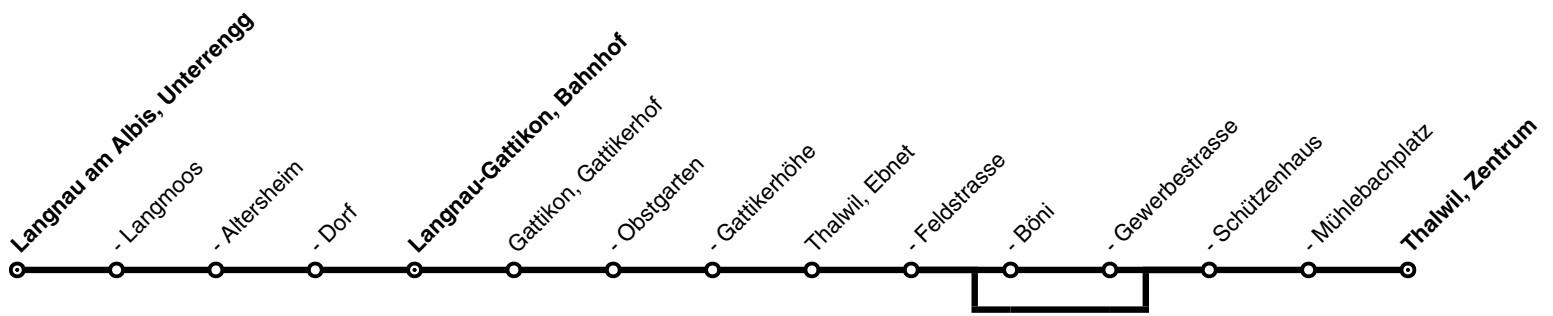 Langnau am Albis, Unterrengg
- Langmoos
- Altersheim
- Dorf
Langnau-Gattikon, Bahnhof
Gattikon, Gattikerhof
- Obstgarten
- Gattikerhöhe
Thalwil, Ebnet
- Feldstrasse
- Böni
- Gewerbestrasse
- Schützenhaus
- Mühlebachplatz
Thalwil, Zentrum